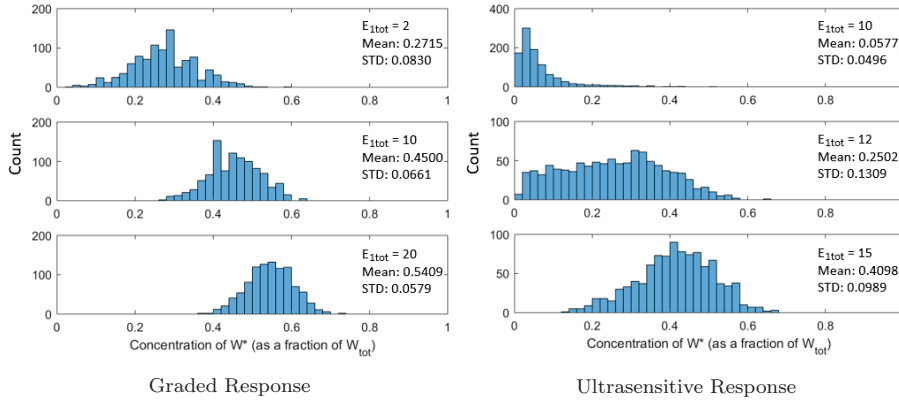 200
100
0
0 0.2 0.4 0.6 0.8 1
E1tot = 2
Mean: 0.2715
STD: 0.0830
200
100
0
0 0.2 0.4 0.6 0.8 1
E1tot = 10
Mean: 0.4500
STD: 0.0661
Count
200
100
0
0 0.2 0.4 0.6 0.8 1
E1tot = 20
Mean: 0.5409
STD: 0.0579
Concentration of W* (as a fraction of Wtot)
Graded Response
400
200
0
0 0.2 0.4 0.6 0.8
E1tot = 10
Mean: 0.0577
STD: 0.0496
100
50
0
0 0.2 0.4 0.6 0.8
E1tot = 12
Mean: 0.2502
STD: 0.1309
Count
100
50
0
0 0.2 0.4 0.6 0.8
E1tot = 15
Mean: 0.4098
STD: 0.0989
Concentration of W* (as a fraction of Wtot)
Ultrasensitive Response